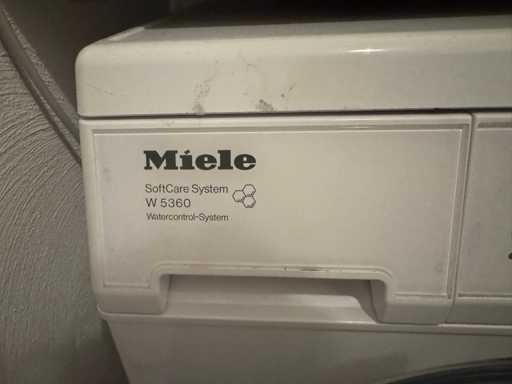 Miele
SoftCare System
W 5360
Watercontrol-System